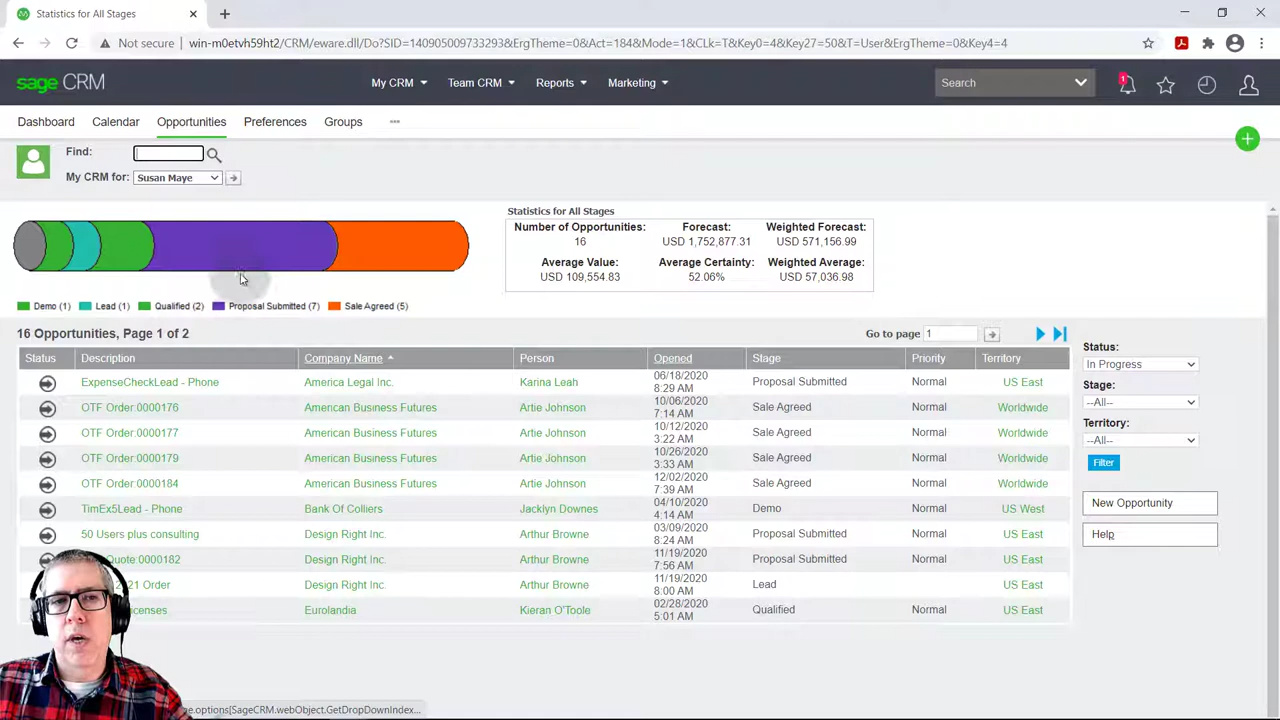 Statistics for All Stages
Not secure win-m0etvh59ht2/CRM/eware.dll/Do?SID=140905009733293&ErgTheme=0&Act=184&Mode=1&CLk=T&Key0=4&Key27=50&T=User&ErgTheme=0&Key4=4
sage CRM My CRM Team CRM Reports Marketing Search 1
Dashboard Calendar Opportunities Preferences Groups ...
Find:
My CRM for: Susan Maye
Statistics for All Stages
Number of Opportunities: Forecast: Weighted Forecast:
16 USD 1,752,877.31 USD 571,156.99
Average Value: Average Certainty: Weighted Average:
USD 109,554.83 52.06% USD 57,036.98
Demo (1) Lead (1) Qualified (2) Proposal Submitted (7) Sale Agreed (5)
16 Opportunities, Page 1 of 2 Go to page 1
Status Description Company Name Person Opened Stage Priority Territory
ExpenseCheckLead - Phone America Legal Inc. Karina Leah 06/18/2020 8:29 AM Proposal Submitted Normal US East
OTF Order:0000176 American Business Futures Artie Johnson 10/06/2020 7:14 AM Sale Agreed Normal Worldwide
OTF Order:0000177 American Business Futures Artie Johnson 10/12/2020 3:22 AM Sale Agreed Normal Worldwide
OTF Order:0000179 American Business Futures Artie Johnson 10/26/2020 3:33 AM Sale Agreed Normal Worldwide
OTF Order:0000184 American Business Futures Artie Johnson 12/02/2020 7:39 AM Sale Agreed Normal Worldwide
TimEx5Lead - Phone Bank Of Colliers Jacklyn Downes 04/10/2020 4:14 AM Demo Normal US West
50 Users plus consulting Design Right Inc. Arthur Browne 03/09/2020 8:24 AM Proposal Submitted Normal US East
Quote:0000182 Design Right Inc. Arthur Browne 11/19/2020 7:56 AM Proposal Submitted Normal US East
Order Design Right Inc. Arthur Browne 11/19/2020 8:00 AM Lead US East
Eurolandia Kieran O'Toole 02/28/2020 5:01 AM Qualified Normal US East
Status:
In Progress
Stage:
--All--
Territory:
--All--
Filter
New Opportunity
Help
ge.options[SageCRM.webObject.GetDropDownIndex...